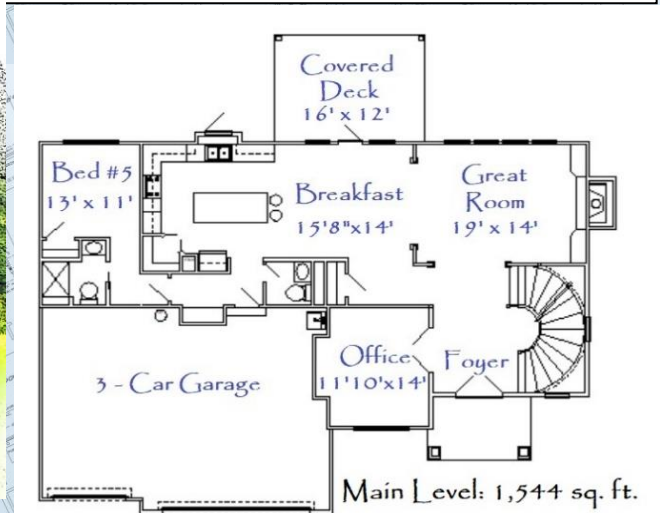 Covered
Deck
16' x 12'
Bed #5
13' x 11'
Breakfast
15'8"x14'
Great
Room
19' x 14'
3 - Car Garage
Office
11'10'x14'
Foyer
Main Level: 1,544 sq. ft.